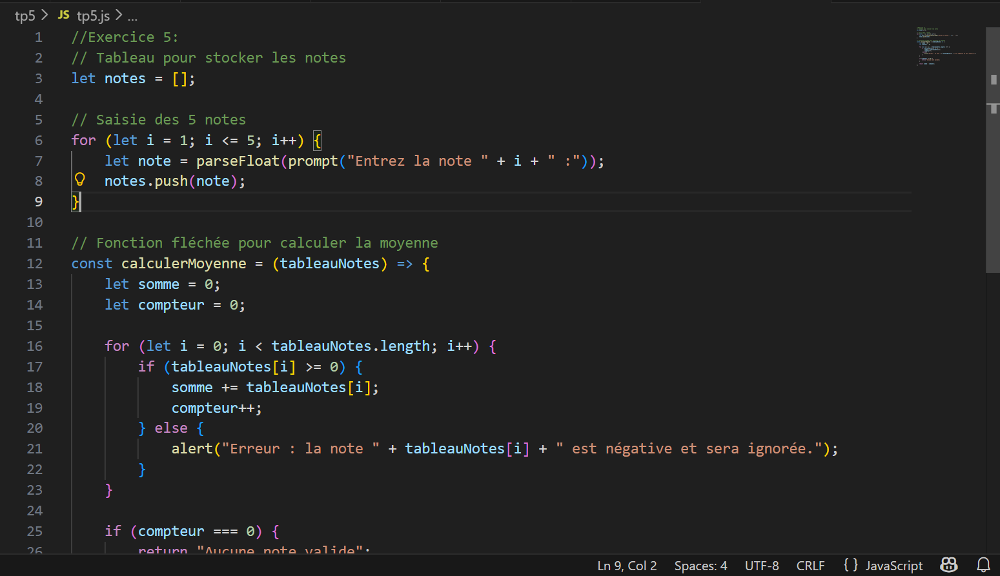 tp5 > JS tp5.js > ...
1 //Exercice 5:
2 // Tableau pour stocker les notes
3 let notes = [];
4
5 // Saisie des 5 notes
6 for (let i = 1; i <= 5; i++) {
7     let note = parseFloat(prompt("Entrez la note " + i + " :"));
8     notes.push(note);
9 }
10
11 // Fonction fléchée pour calculer la moyenne
12 const calculerMoyenne = (tableauNotes) => {
13     let somme = 0;
14     let compteur = 0;
15
16     for (let i = 0; i < tableauNotes.length; i++) {
17         if (tableauNotes[i] >= 0) {
18             somme += tableauNotes[i];
19             compteur++;
20         } else {
21             alert("Erreur : la note " + tableauNotes[i] + " est négative et sera ignorée.");
22         }
23     }
24
25     if (compteur === 0) {
26         return "Aucune note valide";
Ln 9, Col 2 Spaces: 4 UTF-8 CRLF {} JavaScript